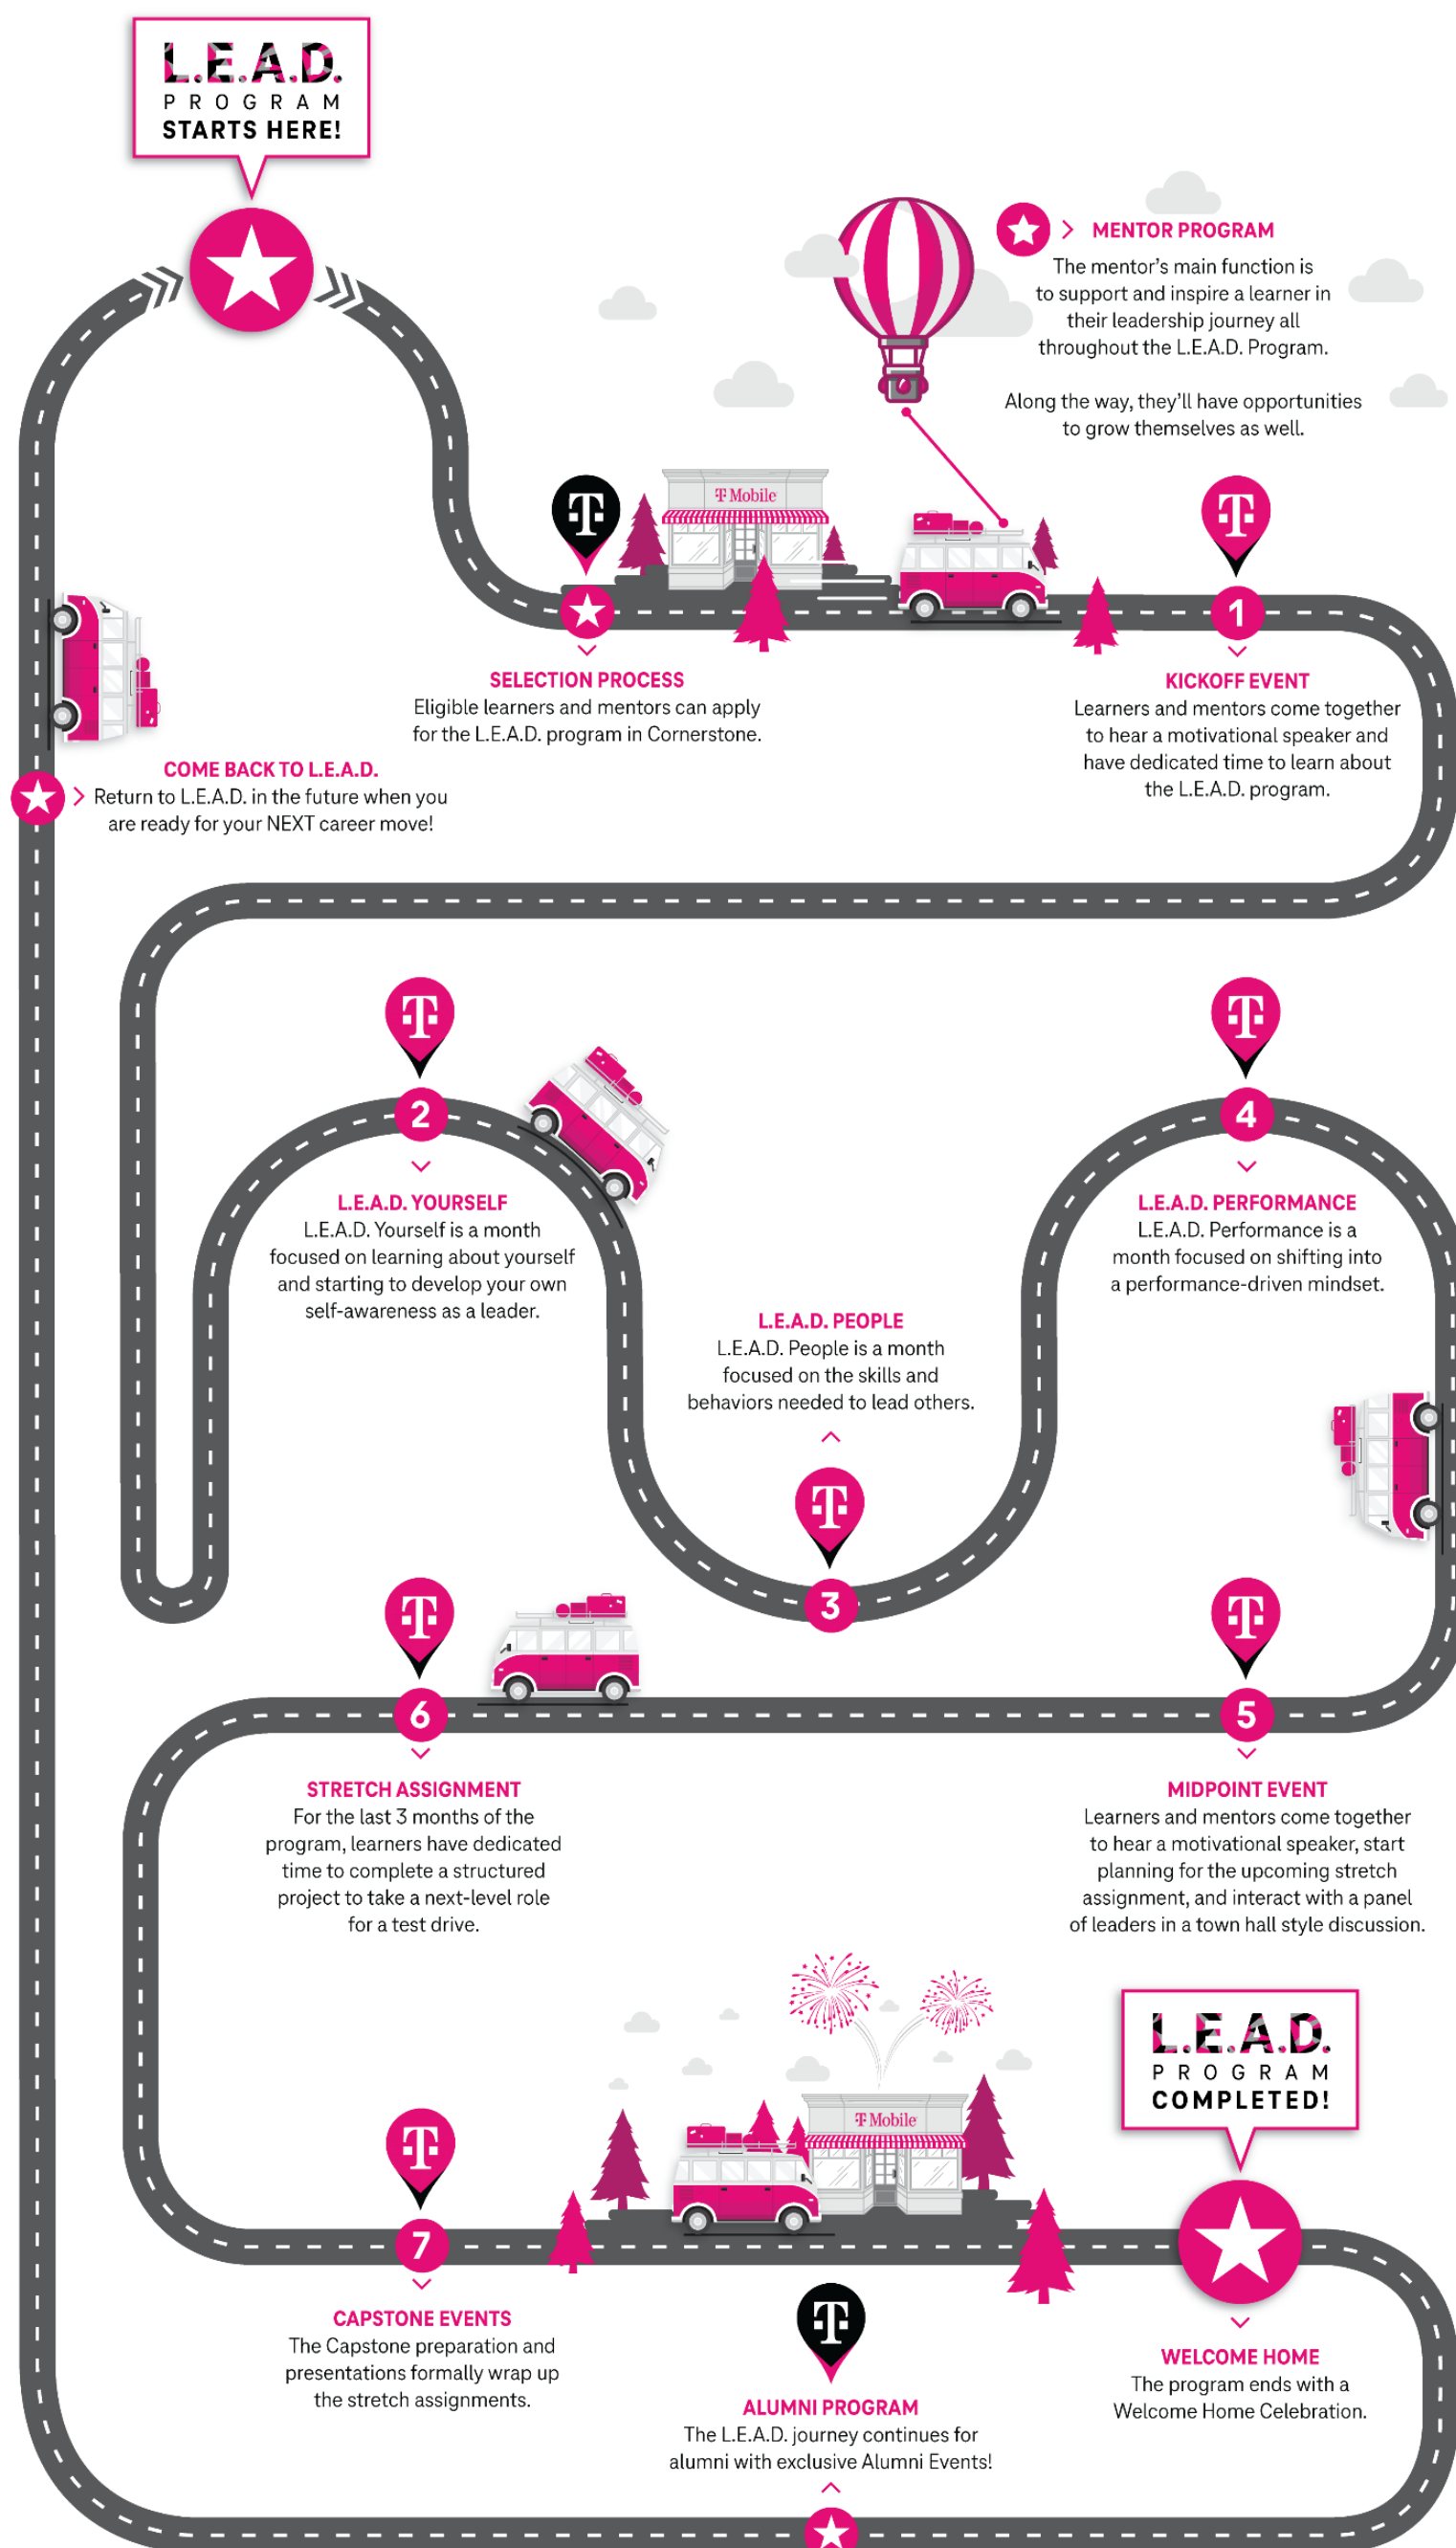 L.E.A.D.
PROGRAM
STARTS HERE!
MENTOR PROGRAM
The mentor's main function is
to support and inspire a learner in
their leadership journey all
throughout the L.E.A.D. Program.
Along the way, they'll have opportunities
to grow themselves as well.
T
T Mobile
T
1
SELECTION PROCESS
Eligible learners and mentors can apply
for the L.E.A.D. program in Cornerstone.
KICKOFF EVENT
Learners and mentors come together
to hear a motivational speaker and
have dedicated time to learn about
the L.E.A.D. program.
COME BACK TO L.E.A.D.
Return to L.E.A.D. in the future when you
are ready for your NEXT career move!
T
2
L.E.A.D. YOURSELF
L.E.A.D. Yourself is a month
focused on learning about yourself
and starting to develop your own
self-awareness as a leader.
L.E.A.D. PEOPLE
L.E.A.D. People is a month
focused on the skills and
behaviors needed to lead others.
T
3
T
4
L.E.A.D. PERFORMANCE
L.E.A.D. Performance is a
month focused on shifting into
a performance-driven mindset.
T
5
MIDPOINT EVENT
Learners and mentors come together
to hear a motivational speaker, start
planning for the upcoming stretch
assignment, and interact with a panel
of leaders in a town hall style discussion.
T
6
STRETCH ASSIGNMENT
For the last 3 months of the
program, learners have dedicated
time to complete a structured
project to take a next-level role
for a test drive.
T
7
CAPSTONE EVENTS
The Capstone preparation and
presentations formally wrap up
the stretch assignments.
T Mobile
L.E.A.D.
PROGRAM
COMPLETED!
WELCOME HOME
The program ends with a
Welcome Home Celebration.
T
ALUMNI PROGRAM
The L.E.A.D. journey continues for
alumni with exclusive Alumni Events!